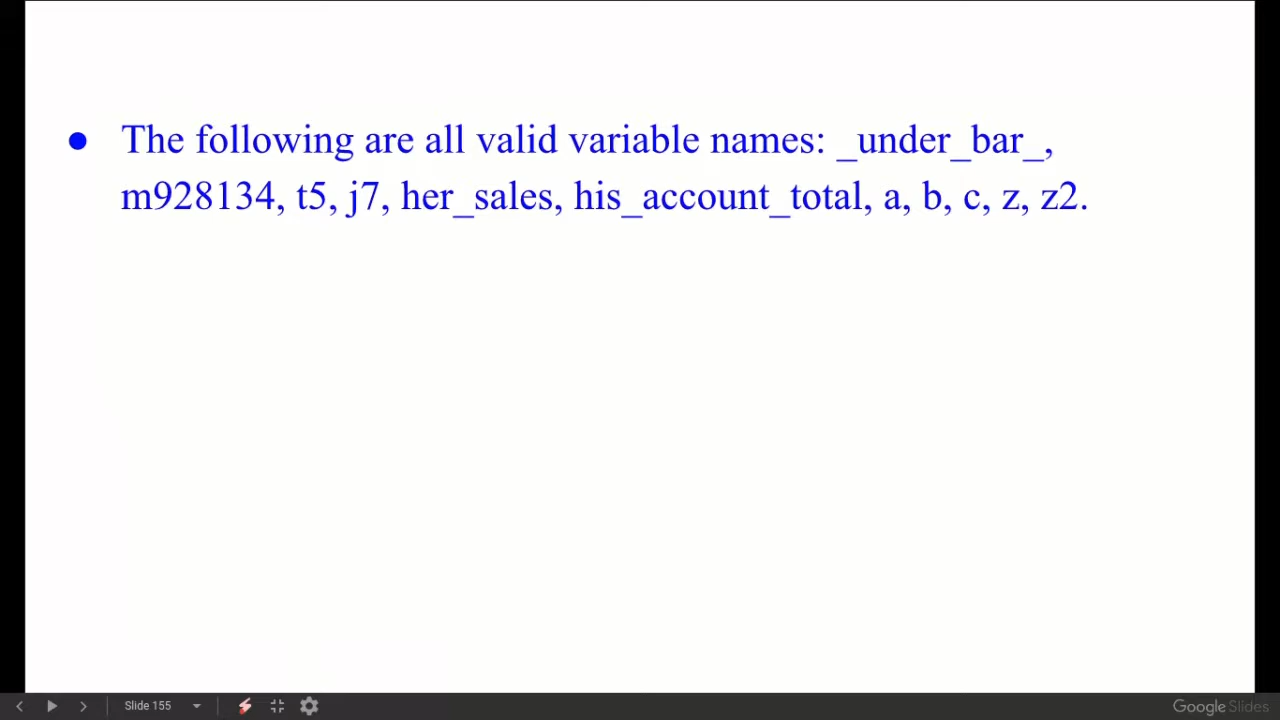 ● The following are all valid variable names: _under_bar_,
m928134, t5, j7, her_sales, his_account_total, a, b, c, z, z2.
Slide 155
Google Slides